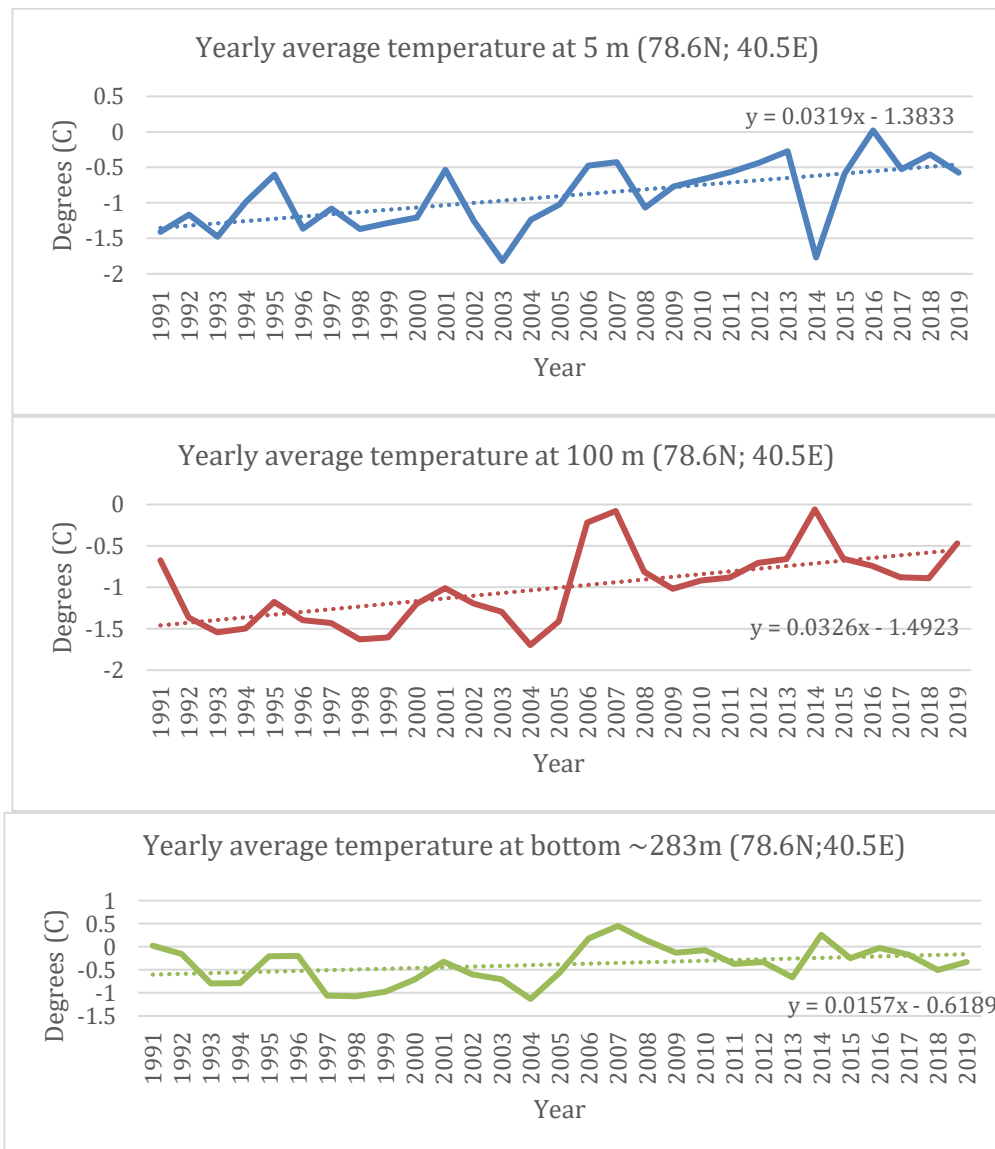 Yearly average temperature at 5 m (78.6N; 40.5E)
0.5
0
-0.5
-1
-1.5
-2
Degrees (C)
y = 0.0319x - 1.3833
1991 1992 1993 1994 1995 1996 1997 1998 1999 2000 2001 2002 2003 2004 2005 2006 2007 2008 2009 2010 2011 2012 2013 2014 2015 2016 2017 2018 2019
Year
Yearly average temperature at 100 m (78.6N; 40.5E)
0
-0.5
-1
-1.5
-2
Degrees (C)
y = 0.0326x - 1.4923
1991 1992 1993 1994 1995 1996 1997 1998 1999 2000 2001 2002 2003 2004 2005 2006 2007 2008 2009 2010 2011 2012 2013 2014 2015 2016 2017 2018 2019
Year
Yearly average temperature at bottom ~283m (78.6N;40.5E)
1
0.5
0
-0.5
-1
-1.5
Degrees (C)
y = 0.0157x - 0.6189
1991 1992 1993 1994 1995 1996 1997 1998 1999 2000 2001 2002 2003 2004 2005 2006 2007 2008 2009 2010 2011 2012 2013 2014 2015 2016 2017 2018 2019
Year